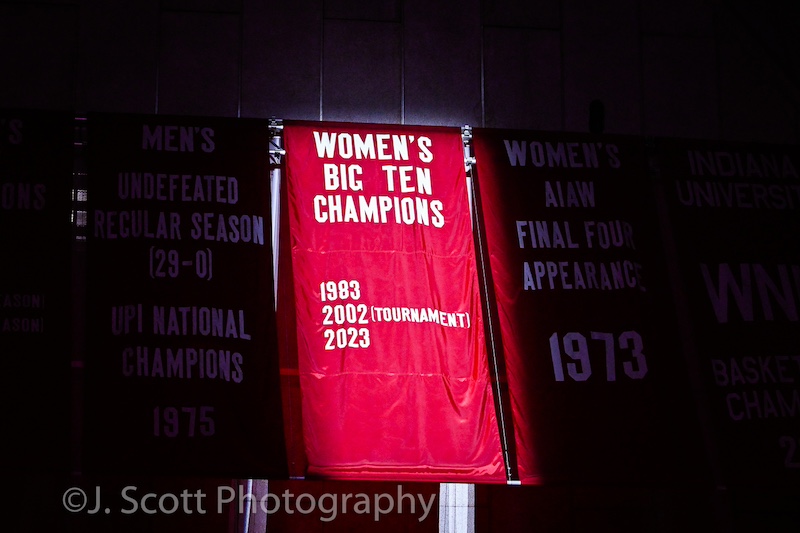 MEN'S
UNDEFEATED
REGULAR SEASON
(29-0)
UPI NATIONAL
CHAMPIONS
1975
WOMEN'S
BIG TEN
CHAMPIONS
1983
2002 (TOURNAMENT)
2023
WOMEN'S
AIAW
FINAL FOUR
APPEARANCE
1973
INDIANA
UNIVERSITY
©J. Scott Photography